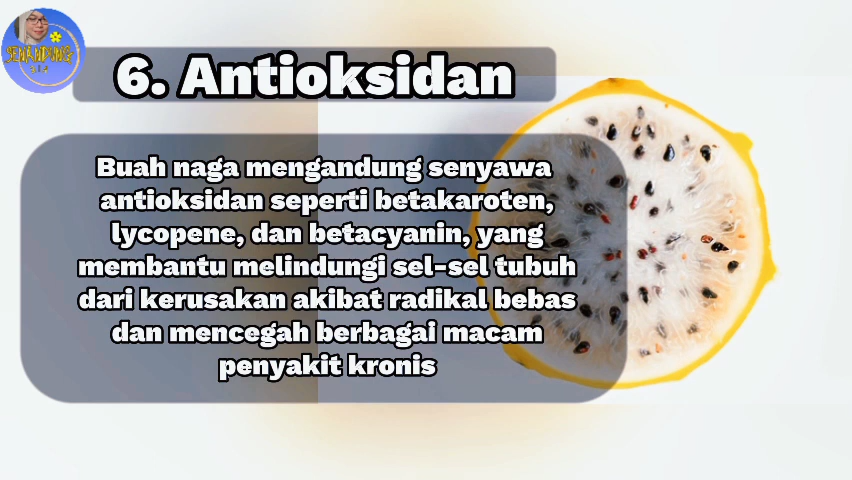 SENANDUNG
6. Antioksidan
Buah naga mengandung senyawa
antioksidan seperti betakaroten,
lycopene, dan betacyanin, yang
membantu melindungi sel-sel tubuh
dari kerusakan akibat radikal bebas
dan mencegah berbagai macam
penyakit kronis